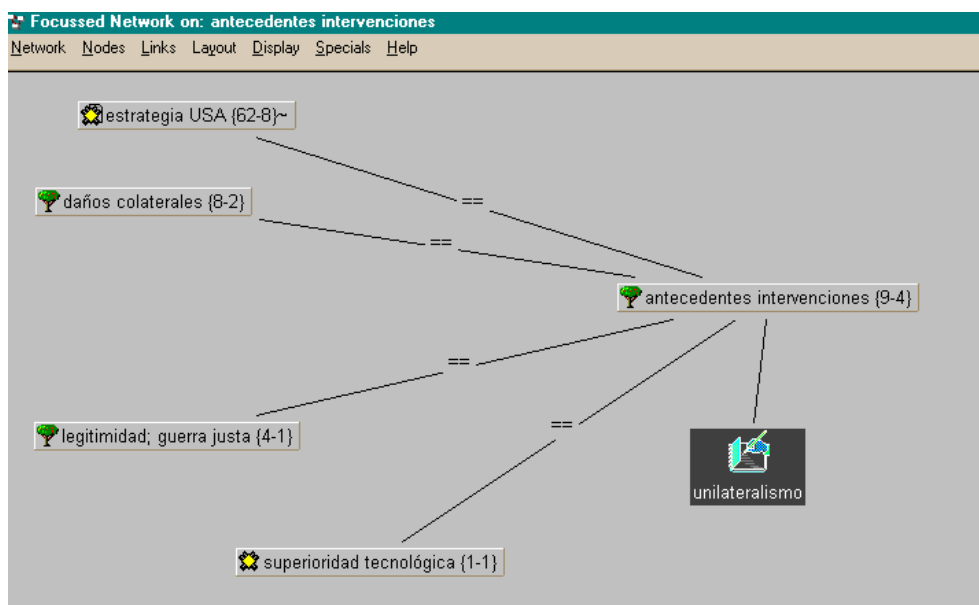 Focussed Network on: antecedentes intervenciones
Network Nodes Links Layout Display Specials Help
estrategia USA {62-8}~
==
daños colaterales {8-2}
==
antecedentes intervenciones {9-4}
==
legitimidad; guerra justa {4-1}
==
unilateralismo
superioridad tecnológica {1-1}